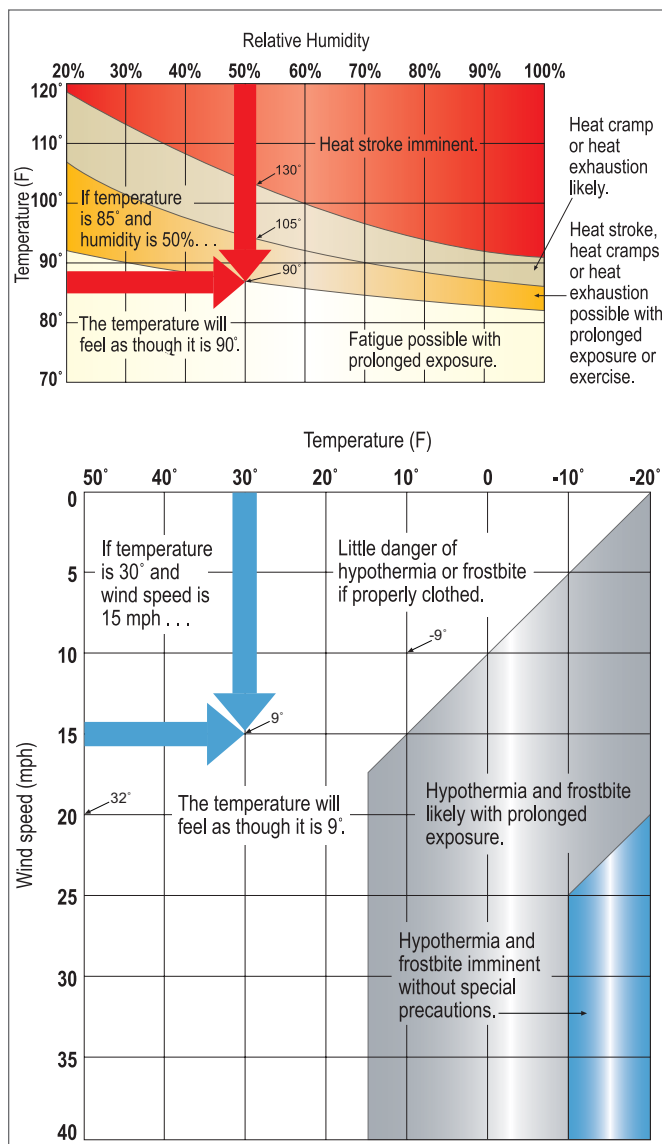 Relative Humidity
20% 30% 40% 50% 60% 70% 80% 90% 100%
Temperature (F)
120°
110°
100°
90°
80°
70°
Heat stroke imminent.
130°
105°
90°
If temperature
is 85° and
humidity is 50%. . .
The temperature will
feel as though it is 90°.
Fatigue possible with
prolonged exposure.
Heat cramp
or heat
exhaustion
likely.
Heat stroke,
heat cramps
or heat
exhaustion
possible with
prolonged
exposure or
exercise.
Temperature (F)
50° 40° 30° 20° 10° 0 -10° -20°
Wind speed (mph)
0
5
10
15
20
25
30
35
40
If temperature
is 30° and
wind speed is
15 mph . . .
Little danger of
hypothermia or frostbite
if properly clothed.
-9°
9°
32°
The temperature will
feel as though it is 9°.
Hypothermia and frostbite
likely with prolonged
exposure.
Hypothermia and
frostbite imminent
without special
precautions.